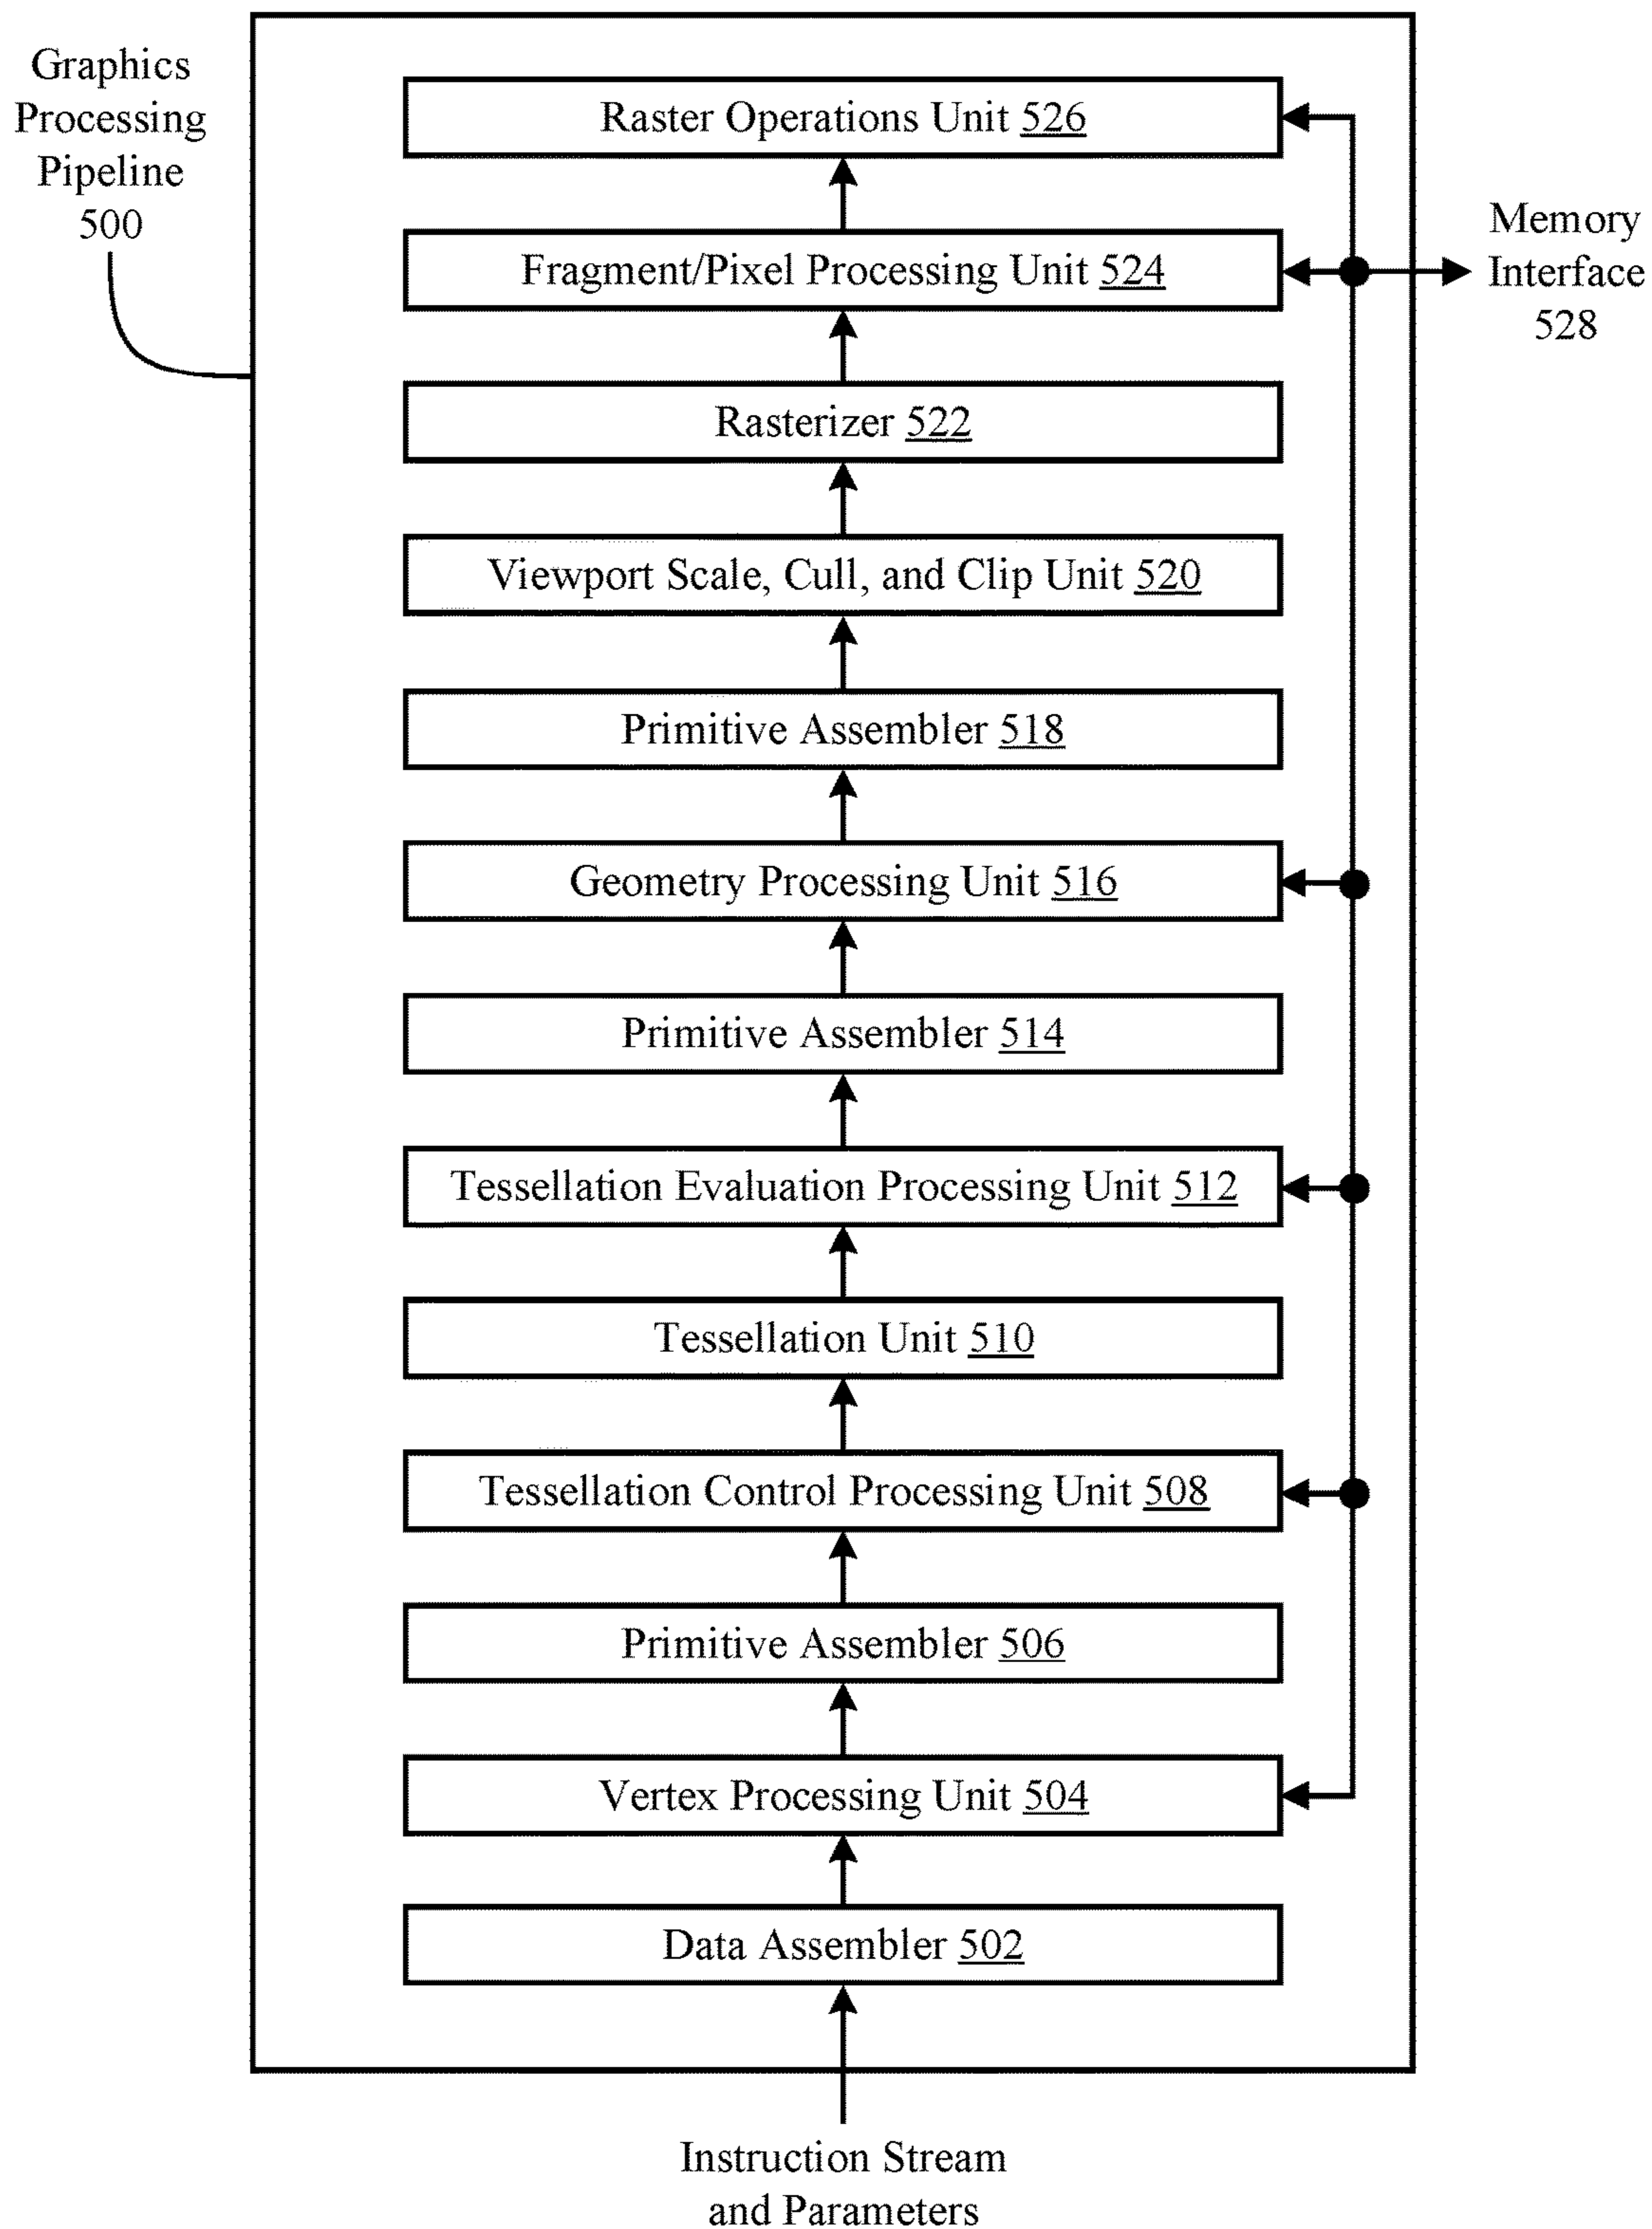 Graphics
Processing
Pipeline
500
Raster Operations Unit 526
Fragment/Pixel Processing Unit 524
Memory
Interface
528
Rasterizer 522
Viewport Scale, Cull, and Clip Unit 520
Primitive Assembler 518
Geometry Processing Unit 516
Primitive Assembler 514
Tessellation Evaluation Processing Unit 512
Tessellation Unit 510
Tessellation Control Processing Unit 508
Primitive Assembler 506
Vertex Processing Unit 504
Data Assembler 502
Instruction Stream
and Parameters